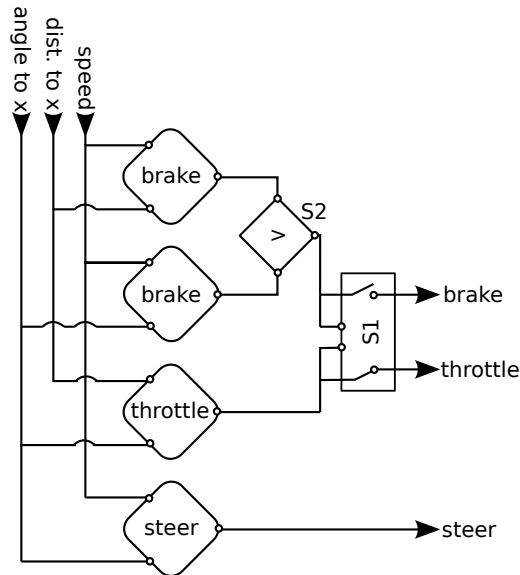 angle to x
dist. to x
speed
brake
S2
>
brake
brake
S1
throttle
throttle
steer
steer